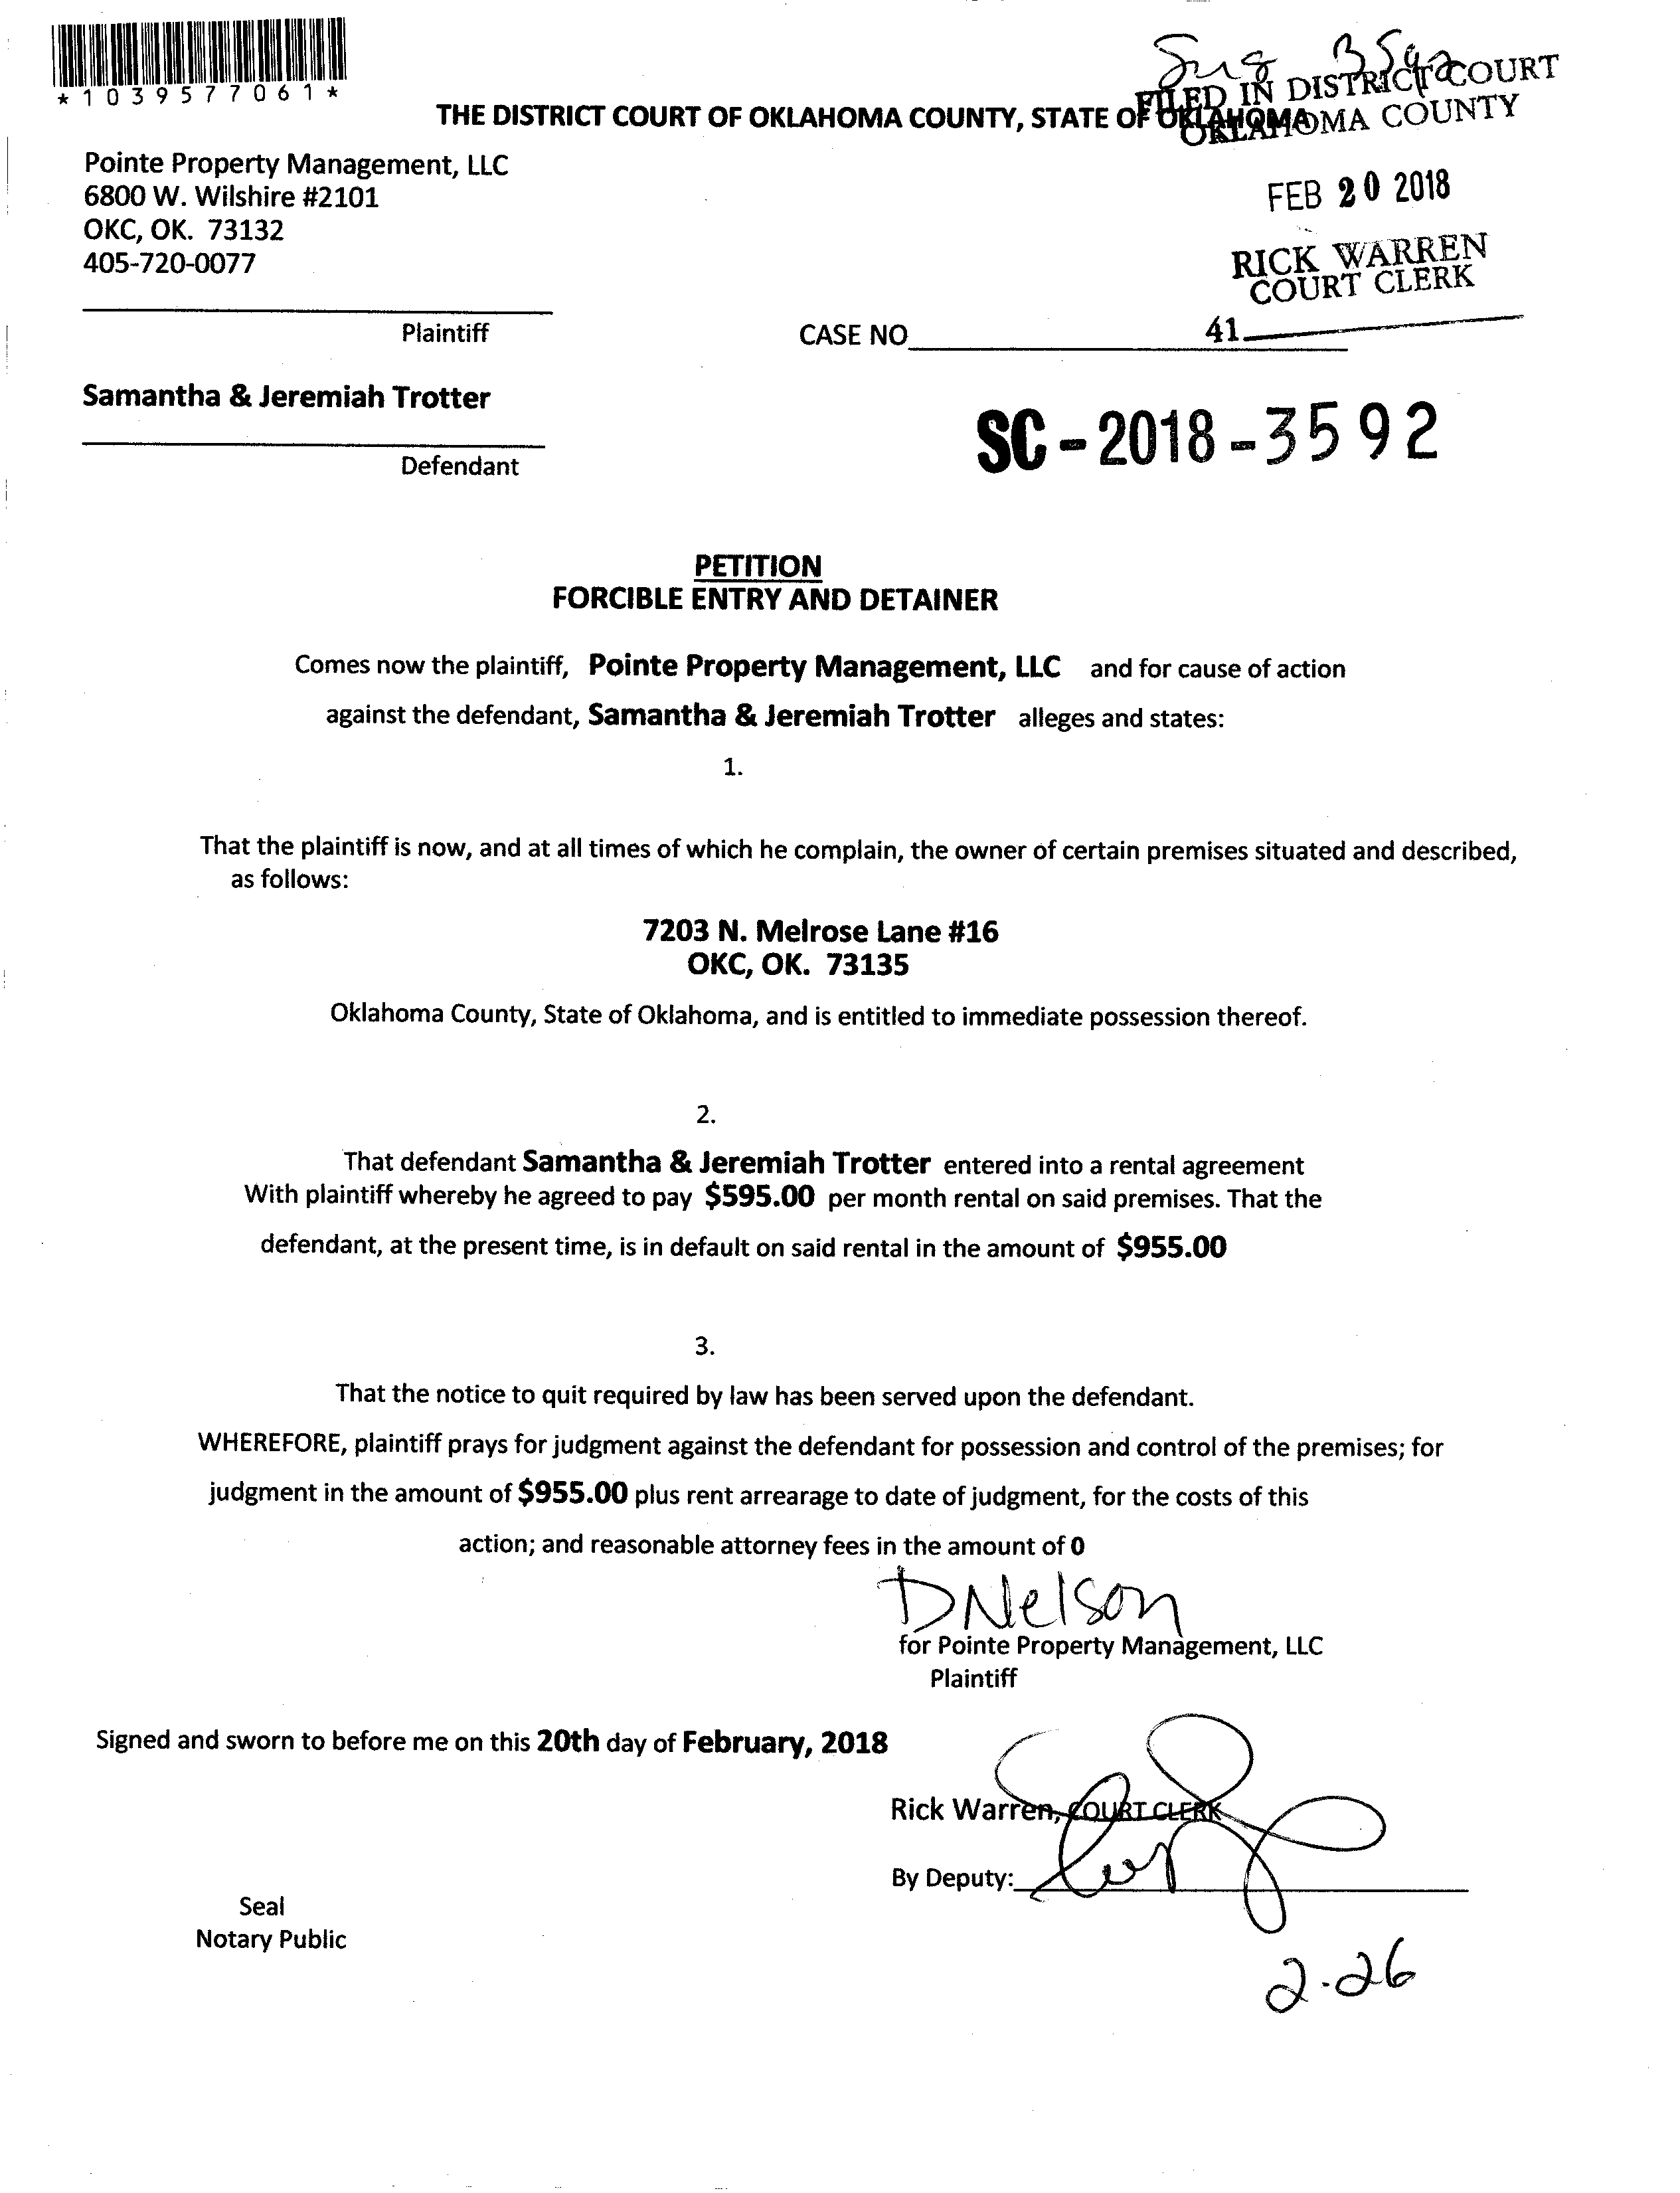 *1039577061*
FILED IN DISTRICT COURT
OKLAHOMA COUNTY
THE DISTRICT COURT OF OKLAHOMA COUNTY, STATE OF OKLAHOMA
Pointe Property Management, LLC
6800 W. Wilshire #2101
OKC, OK. 73132
405-720-0077
FEB 20 2018
RICK WARREN
COURT CLERK
Plaintiff
CASE NO
41
Samantha & Jeremiah Trotter
SC-2018-3592
Defendant
PETITION
FORCIBLE ENTRY AND DETAINER
Comes now the plaintiff, Pointe Property Management, LLC and for cause of action
against the defendant, Samantha & Jeremiah Trotter alleges and states:
1.
That the plaintiff is now, and at all times of which he complain, the owner of certain premises situated and described,
as follows:
7203 N. Melrose Lane #16
OKC, OK. 73135
Oklahoma County, State of Oklahoma, and is entitled to immediate possession thereof.
2.
That defendant Samantha & Jeremiah Trotter entered into a rental agreement
With plaintiff whereby he agreed to pay $595.00 per month rental on said premises. That the
defendant, at the present time, is in default on said rental in the amount of $955.00
3.
That the notice to quit required by law has been served upon the defendant.
WHEREFORE, plaintiff prays for judgment against the defendant for possession and control of the premises; for
judgment in the amount of $955.00 plus rent arrearage to date of judgment, for the costs of this
action; and reasonable attorney fees in the amount of 0
DNelson
for Pointe Property Management, LLC
Plaintiff
Signed and sworn to before me on this 20th day of February, 2018
Rick Warren, COURT CLERK
By Deputy:
Seal
Notary Public
2-26